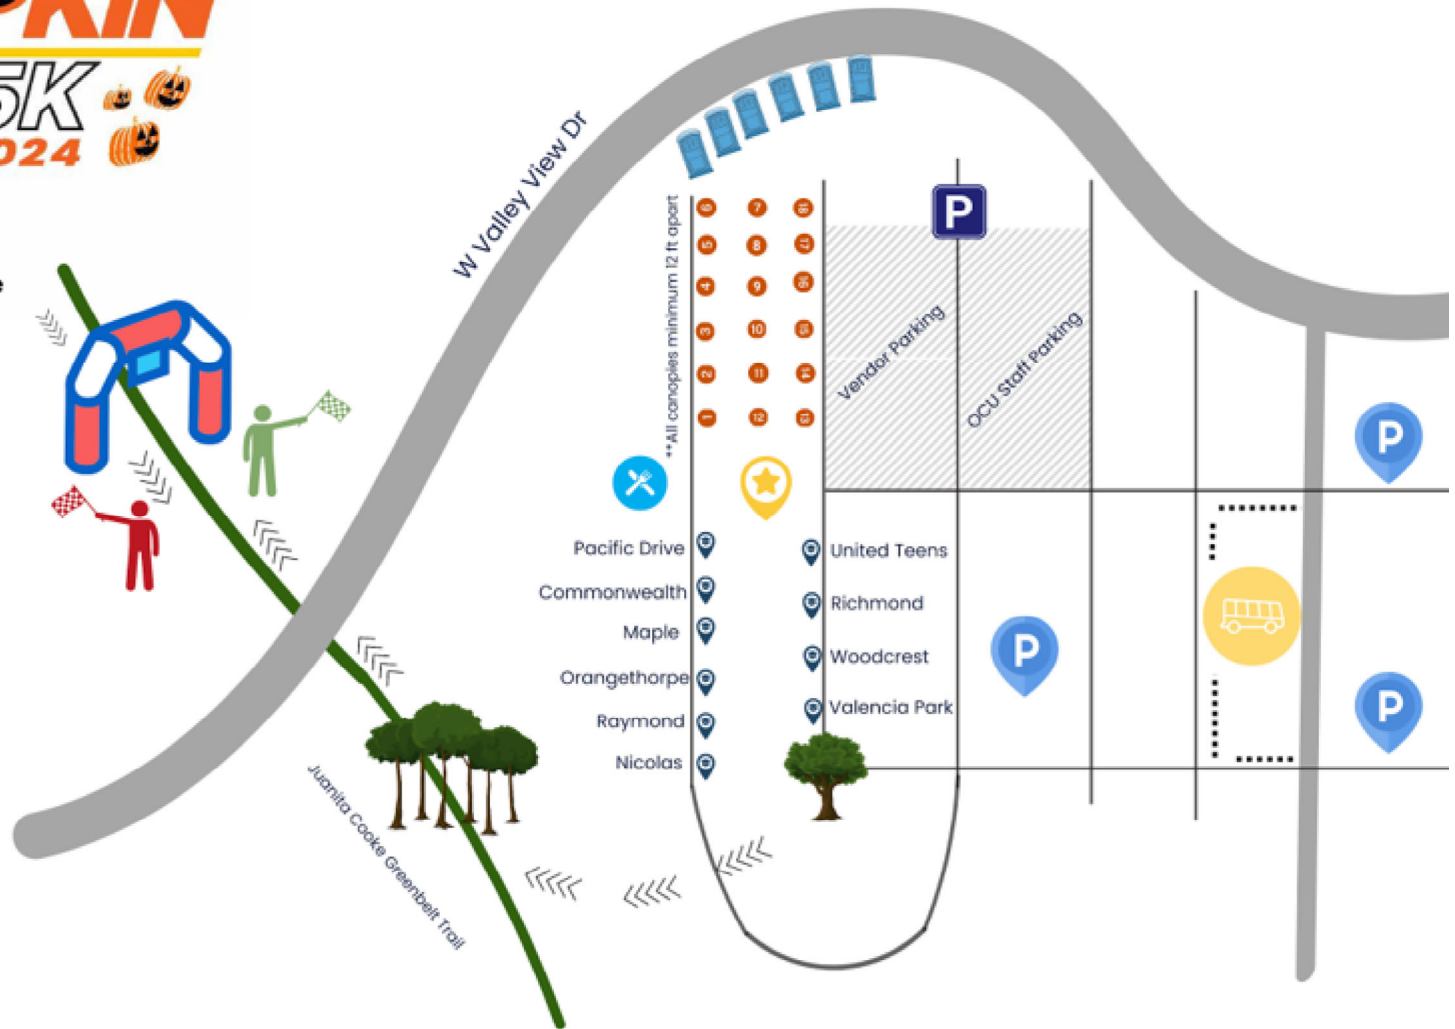 PKIN
5K
2024
W Valley View Dr
**All canopies minimum 12 ft apart
6 7 18
5 8 17
4 9 16
3 10 15
2 11 14
1 12 13
P
Vendor Parking
OCU Staff Parking
P
Pacific Drive
Commonwealth
Maple
Orangethorpe
Raymond
Nicolas
United Teens
Richmond
Woodcrest
Valencia Park
P
P
Juanita Cooke Greenbelt Trail